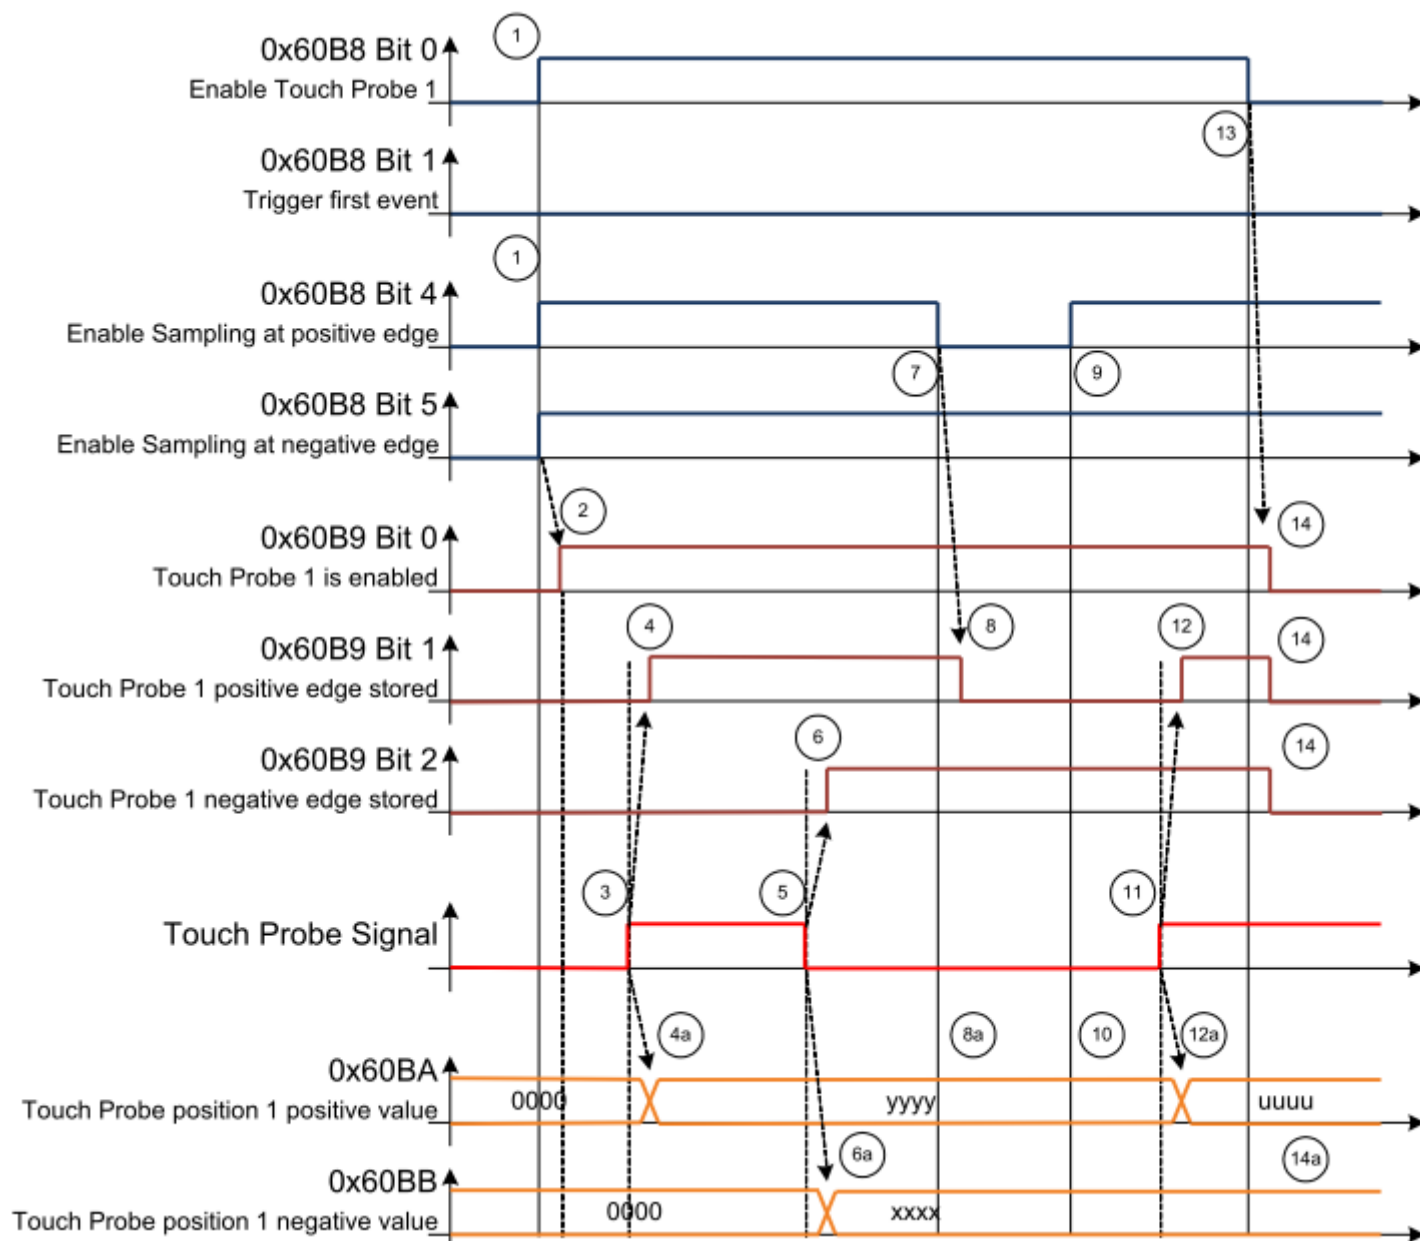 1
0x60B8 Bit 0
Enable Touch Probe 1
13
0x60B8 Bit 1
Trigger first event
1
0x60B8 Bit 4
Enable Sampling at positive edge
7
9
0x60B8 Bit 5
Enable Sampling at negative edge
2
14
0x60B9 Bit 0
Touch Probe 1 is enabled
4
8
12
14
0x60B9 Bit 1
Touch Probe 1 positive edge stored
6
14
0x60B9 Bit 2
Touch Probe 1 negative edge stored
3
5
11
Touch Probe Signal
4a
8a
10
12a
0x60BA
Touch Probe position 1 positive value
0000
yyyy
uuuu
6a
14a
0x60BB
Touch Probe position 1 negative value
0000
xxxx